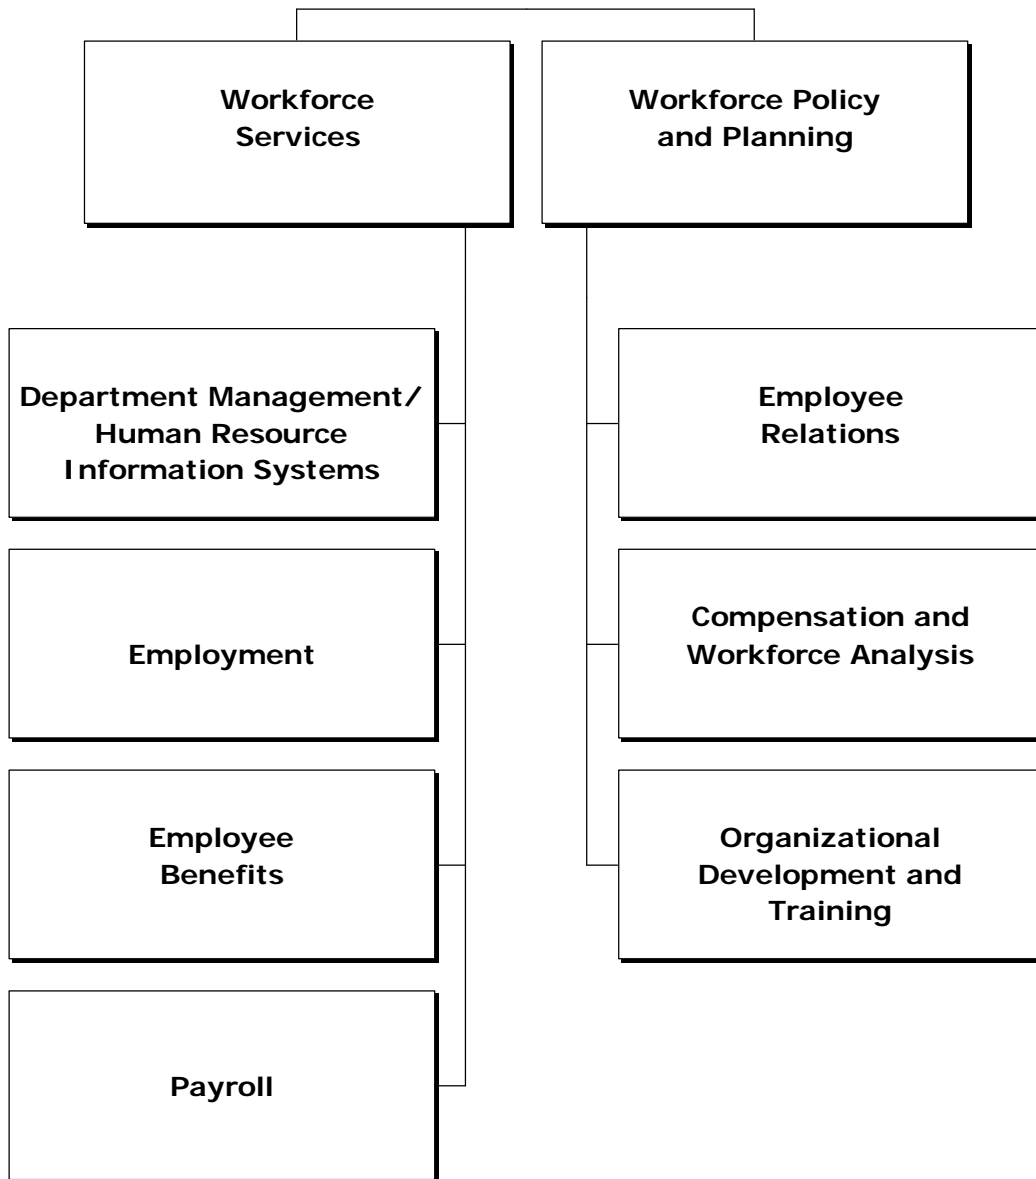 Workforce
Services
Workforce Policy
and Planning
Department Management/
Human Resource
Information Systems
Employment
Employee
Benefits
Payroll
Employee
Relations
Compensation and
Workforce Analysis
Organizational
Development and
Training